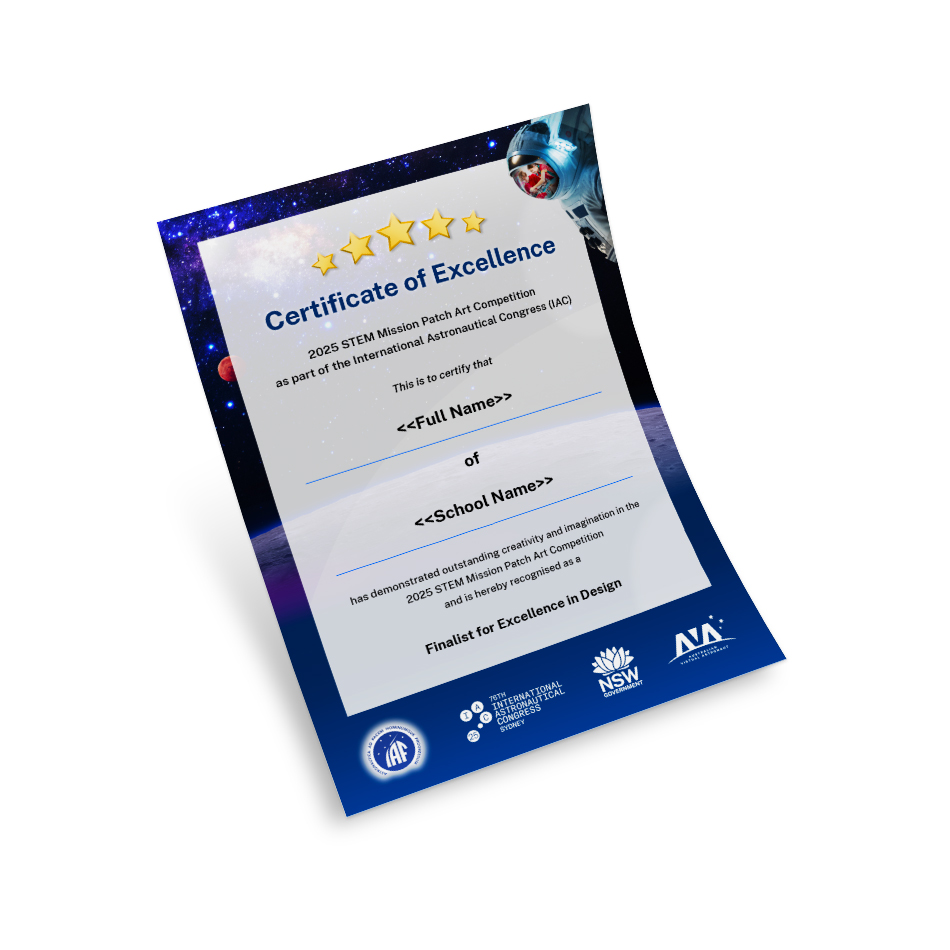 Certificate of Excellence
2025 STEM Mission Patch Art Competition
as part of the International Astronautical Congress (IAC)
This is to certify that
<<Full Name>>
of
<<School Name>>
has demonstrated outstanding creativity and imagination in the
2025 STEM Mission Patch Art Competition
and is hereby recognised as a
Finalist for Excellence in Design
IAF
I A C 25
76TH
INTERNATIONAL
ASTRONAUTICAL
CONGRESS
SYDNEY
NSW
GOVERNMENT
AVA
AUSTRALIAN
VIRTUAL ASTRONAUT